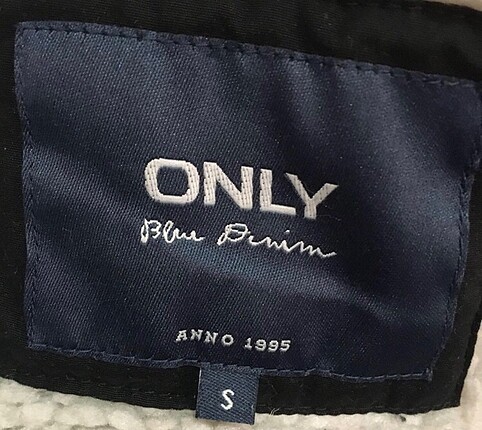 ONLY
Blue Denim
ANNO 1995
S